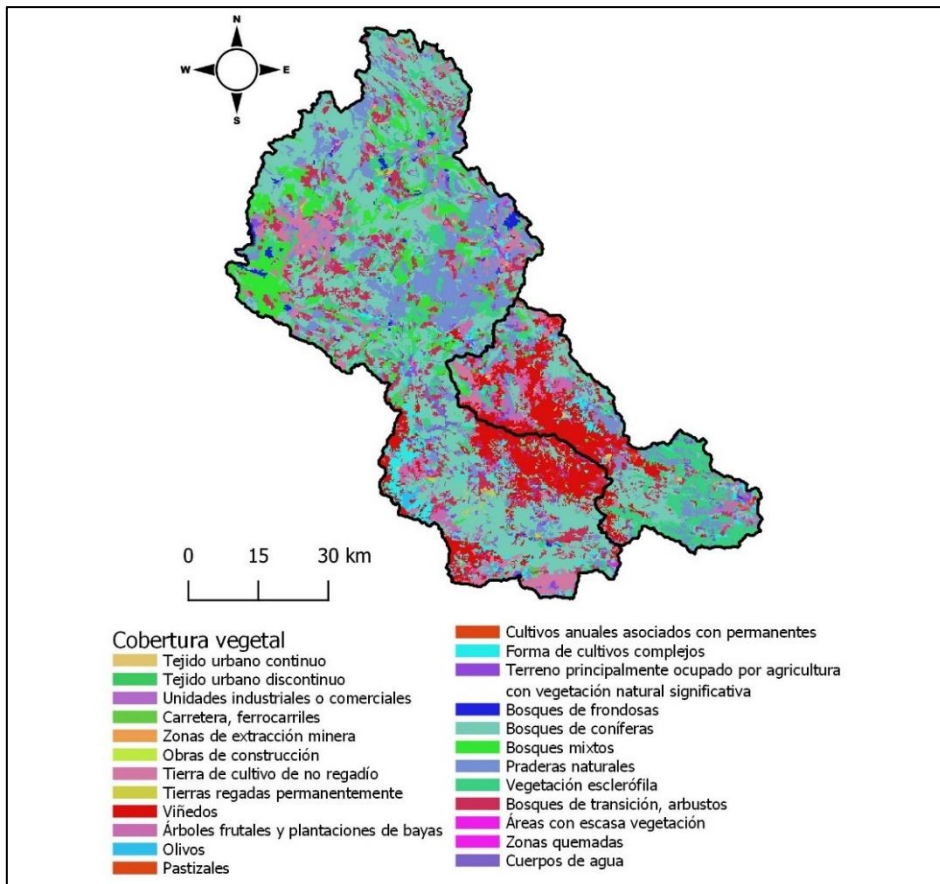 N
W E
S
0 15 30 km
Cobertura vegetal
Tejido urbano continuo
Tejido urbano discontinuo
Unidades industriales o comerciales
Carretera, ferrocarriles
Zonas de extracción minera
Obras de construcción
Tierra de cultivo de no regadío
Tierras regadas permanentemente
Viñedos
Árboles frutales y plantaciones de bayas
Olivos
Pastizales
Cultivos anuales asociados con permanentes
Forma de cultivos complejos
Terreno principalmente ocupado por agricultura
con vegetación natural significativa
Bosques de frondosas
Bosques de coníferas
Bosques mixtos
Praderas naturales
Vegetación esclerófila
Bosques de transición, arbustos
Áreas con escasa vegetación
Zonas quemadas
Cuerpos de agua